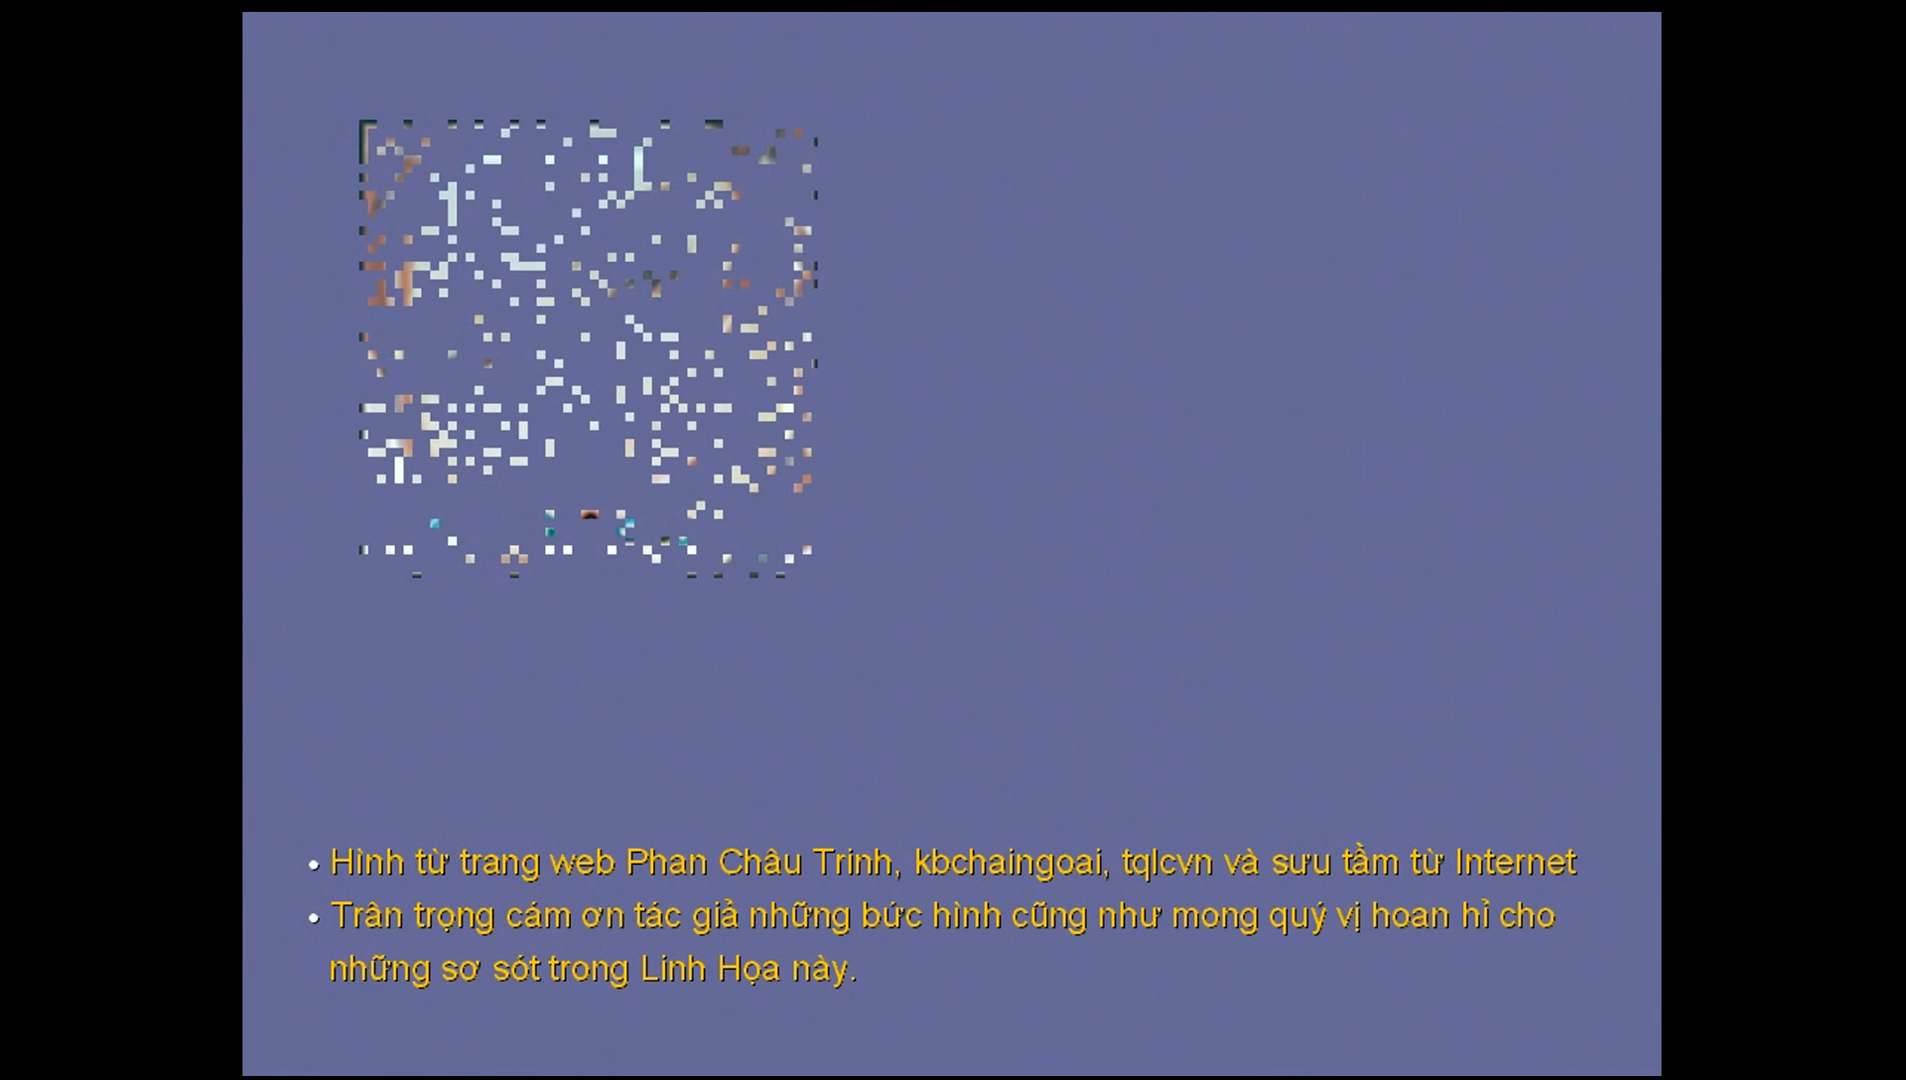 • Hình từ trang web Phan Châu Trinh, kbchaingoai, tqlcvn và sưu tầm từ Internet
• Trân trọng cám ơn tác giả những bức hình cũng như mong quý vị hoan hỉ cho
những sơ sót trong Linh Họa này.